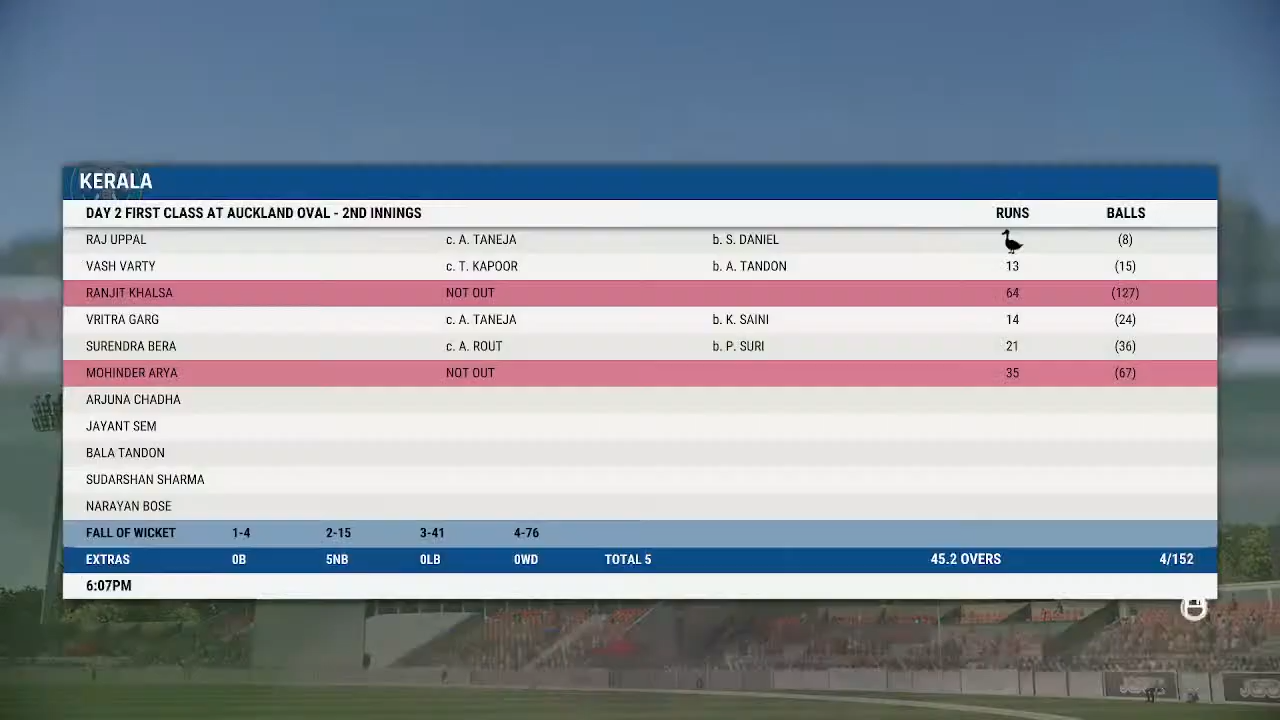 KERALA
DAY 2 FIRST CLASS AT AUCKLAND OVAL - 2ND INNINGS RUNS BALLS
RAJ UPPAL c. A. TANEJA b. S. DANIEL (8)
VASH VARTY c. T. KAPOOR b. A. TANDON 13 (15)
RANJIT KHALSA NOT OUT 64 (127)
VRITRA GARG c. A. TANEJA b. K. SAINI 14 (24)
SURENDRA BERA c. A. ROUT b. P. SURI 21 (36)
MOHINDER ARYA NOT OUT 35 (67)
ARJUNA CHADHA
JAYANT SEM
BALA TANDON
SUDARSHAN SHARMA
NARAYAN BOSE
FALL OF WICKET 1-4 2-15 3-41 4-76
EXTRAS 0B 5NB 0LB 0WD TOTAL 5 45.2 OVERS 4/152
6:07PM